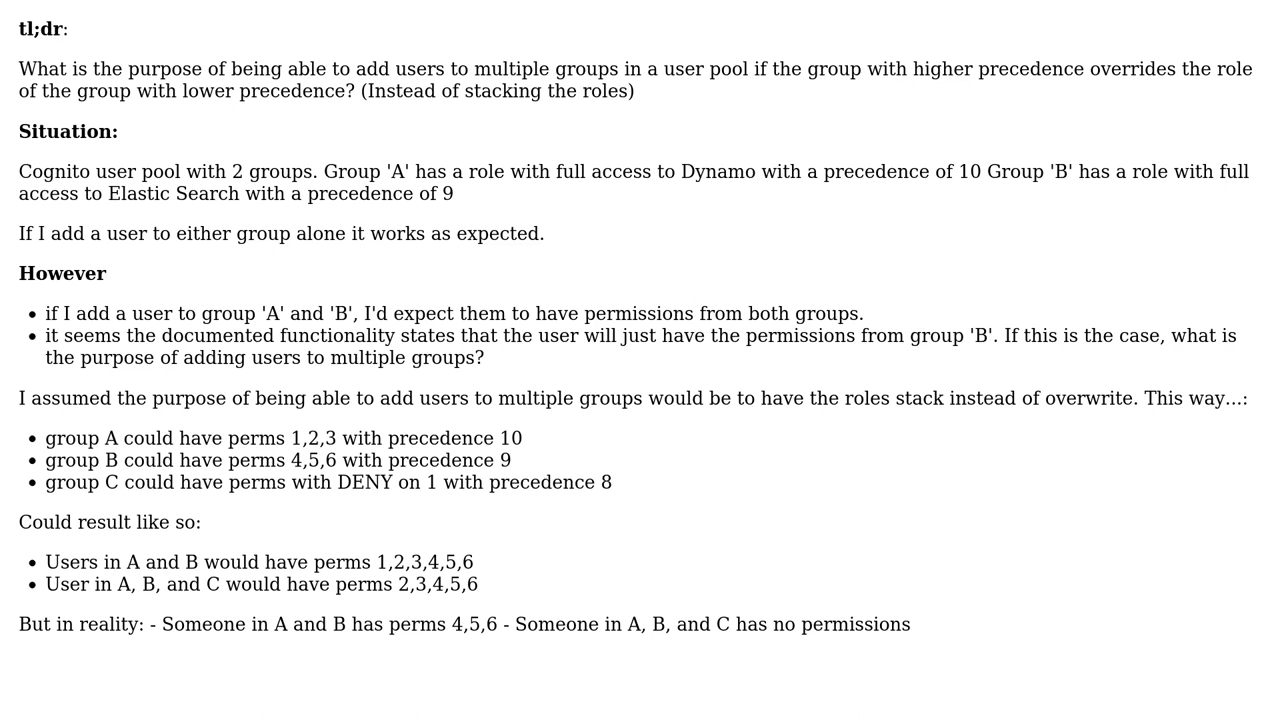 tl;dr:
What is the purpose of being able to add users to multiple groups in a user pool if the group with higher precedence overrides the role
of the group with lower precedence? (Instead of stacking the roles)
Situation:
Cognito user pool with 2 groups. Group 'A' has a role with full access to Dynamo with a precedence of 10 Group 'B' has a role with full
access to Elastic Search with a precedence of 9
If I add a user to either group alone it works as expected.
However
• if I add a user to group 'A' and 'B', I'd expect them to have permissions from both groups.
• it seems the documented functionality states that the user will just have the permissions from group 'B'. If this is the case, what is
the purpose of adding users to multiple groups?
I assumed the purpose of being able to add users to multiple groups would be to have the roles stack instead of overwrite. This way...:
• group A could have perms 1,2,3 with precedence 10
• group B could have perms 4,5,6 with precedence 9
• group C could have perms with DENY on 1 with precedence 8
Could result like so:
• Users in A and B would have perms 1,2,3,4,5,6
• User in A, B, and C would have perms 2,3,4,5,6
But in reality: - Someone in A and B has perms 4,5,6 - Someone in A, B, and C has no permissions